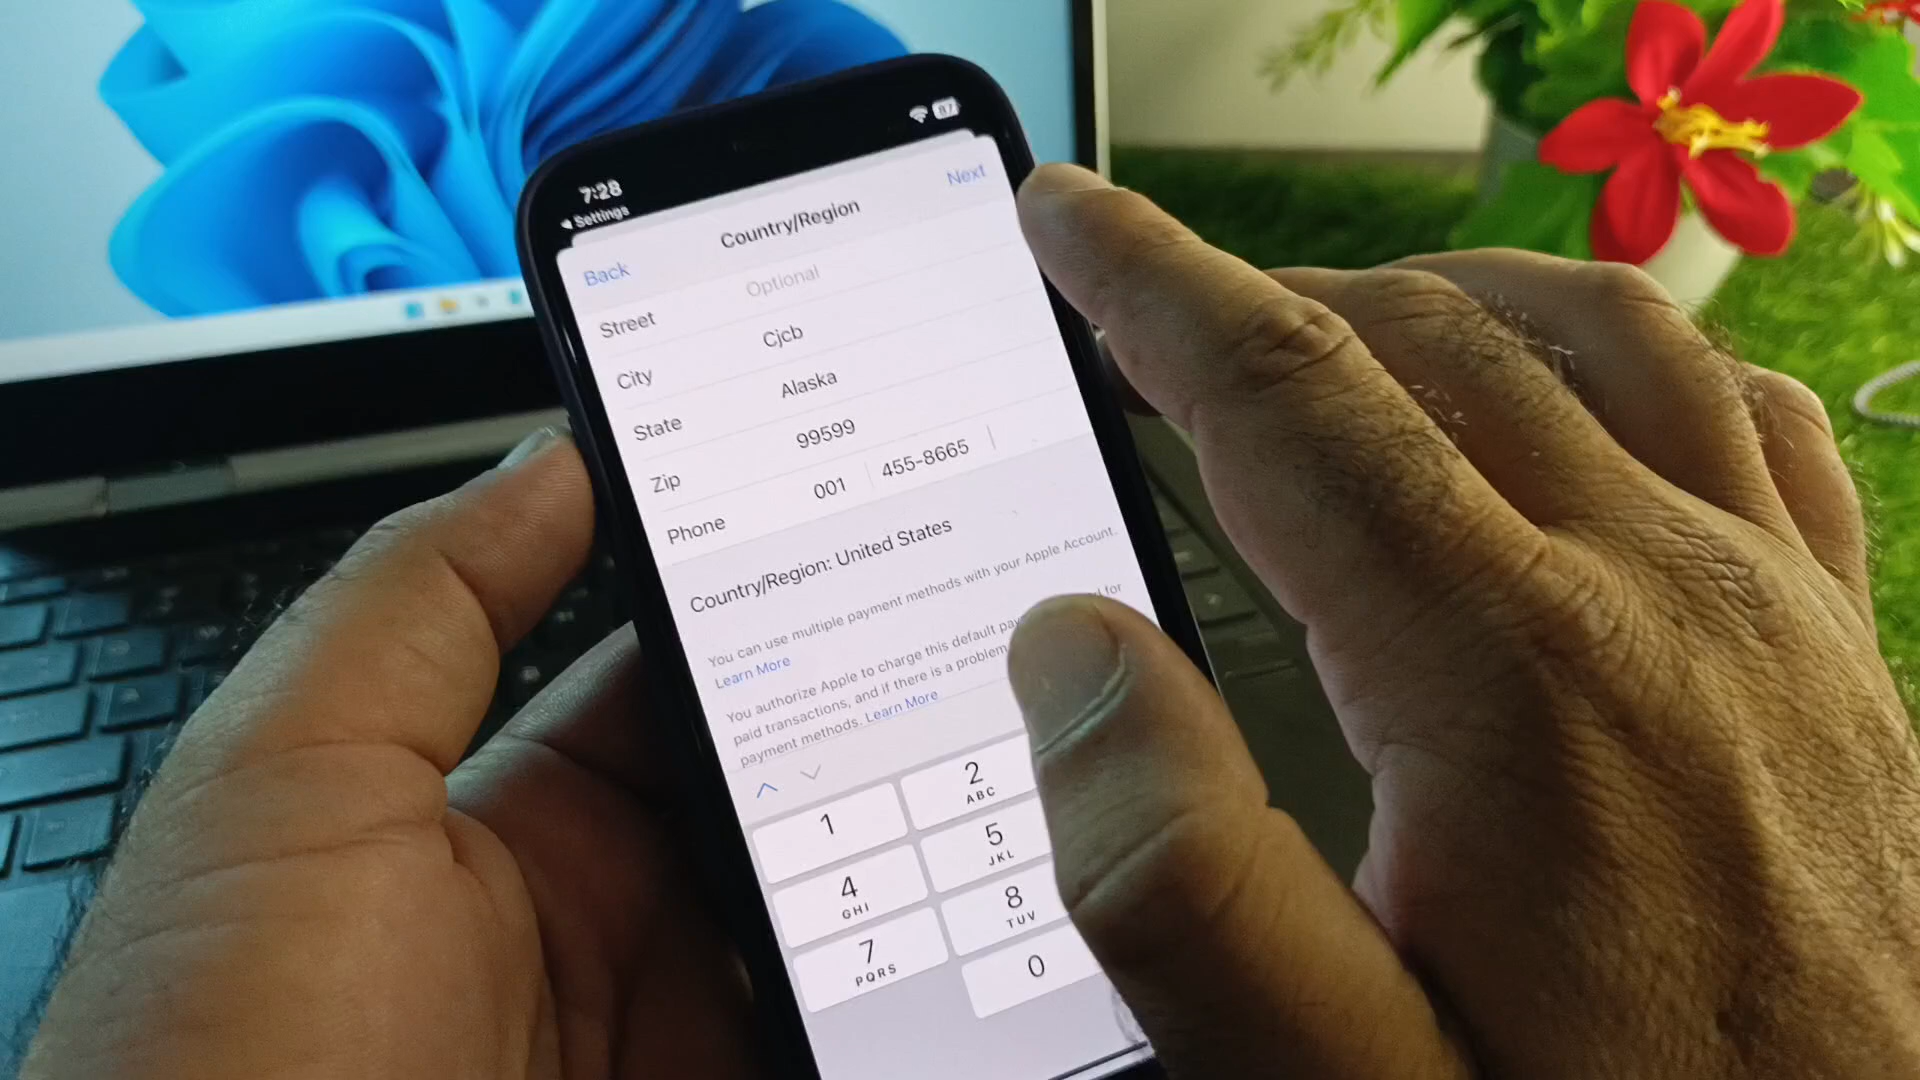 7:28
87
Settings
Country/Region
Next
Back
Optional
Street
City Cjcb
State Alaska
Zip 99599
Phone 001 455-8665
Country/Region: United States
You can use multiple payment methods with your Apple Account.
Learn More
You authorize Apple to charge this default for
paid transactions, and if there is a problem
payment methods. Learn More
1
2
ABC
4
GHI
5
JKL
7
PQRS
8
TUV
0